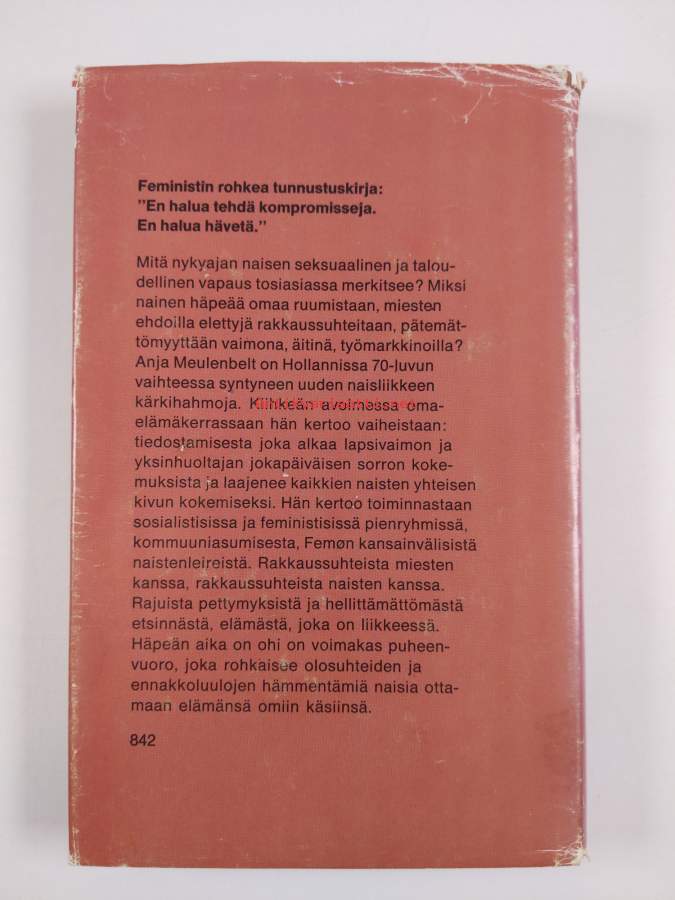 Feministin rohkea tunnustuskirja:
"En halua tehdä kompromisseja.
En halua hävetä."
Mitä nykyajan naisen seksuaalinen ja talou-
dellinen vapaus tosiasiassa merkitsee? Miksi
nainen häpeää omaa ruumistaan, miesten
ehdoilla elettyjä rakkaussuhteitaan, pätemät-
tömyyttään vaimona, äitinä, työmarkkinoilla?
Anja Meulenbelt on Hollannissa 70-luvun
vaihteessa syntyneen uuden naisliikkeen
kärkihahmoja. Kirkkään avoimessa oma-
elämäkerrassaan hän kertoo vaiheistaan:
tiedostamisesta joka alkaa lapsivaimon ja
yksinhuoltajan jokapäiväisen sorron koke-
muksista ja laajenee kaikkien naisten yhteisen
kivun kokemiseksi. Hän kertoo toiminnastaan
sosialistisissa ja feministisissä pienryhmissä,
kommuuniasumisesta, Femøn kansainvälisistä
naistenleireistä. Rakkaussuhteista miesten
kanssa, rakkaussuhteista naisten kanssa.
Rajuista pettymyksistä ja hellittämättömästä
etsinnästä, elämästä, joka on liikkeessä.
Häpeän aika on ohi on voimakas puheen-
vuoro, joka rohkaisee olosuhteiden ja
ennakkoluulojen hämmentämiä naisia otta-
maan elämänsä omiin käsiinsä.
842